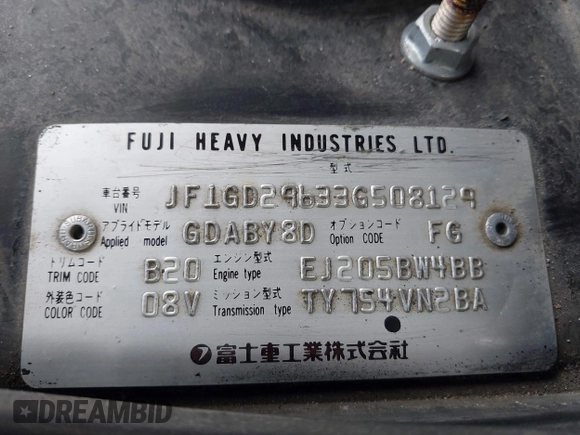 FUJI HEAVY INDUSTRIES LTD.
型式
車台番号 VIN JF1GD29633G508129
アプライドモデル Applied model GDABY8D オプションコード Option code FG
トリムコード TRIM CODE B20 エンジン型式 Engine type EJ205BW4BB
外装色コード COLOR CODE 08V ミッション型式 Transmission type TY754VN2BA
富士重工業株式会社
DREAMBID